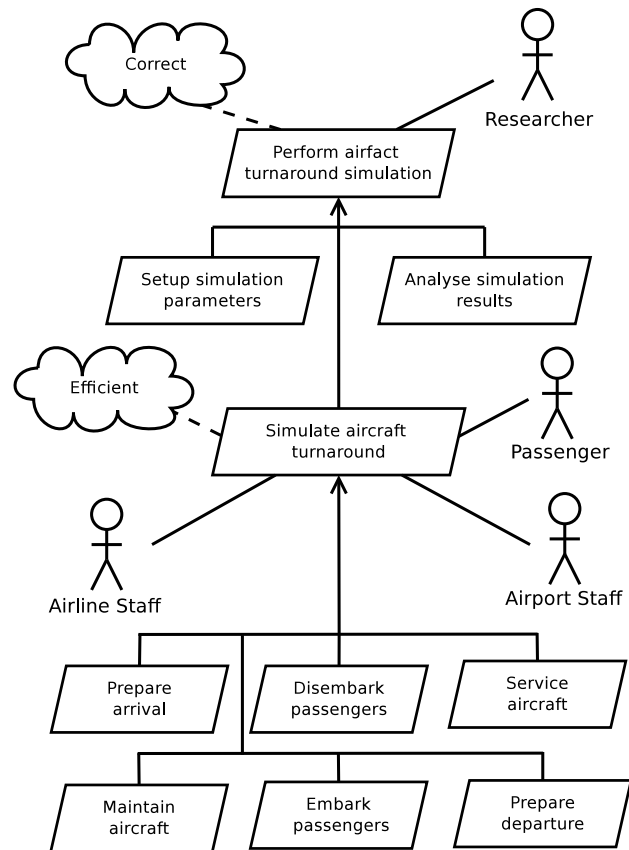 Correct
Researcher
Perform airfact
turnaround simulation
Setup simulation
parameters
Analyse simulation
results
Efficient
Simulate aircraft
turnaround
Passenger
Airline Staff
Airport Staff
Prepare
arrival
Disembark
passengers
Service
aircraft
Maintain
aircraft
Embark
passengers
Prepare
departure